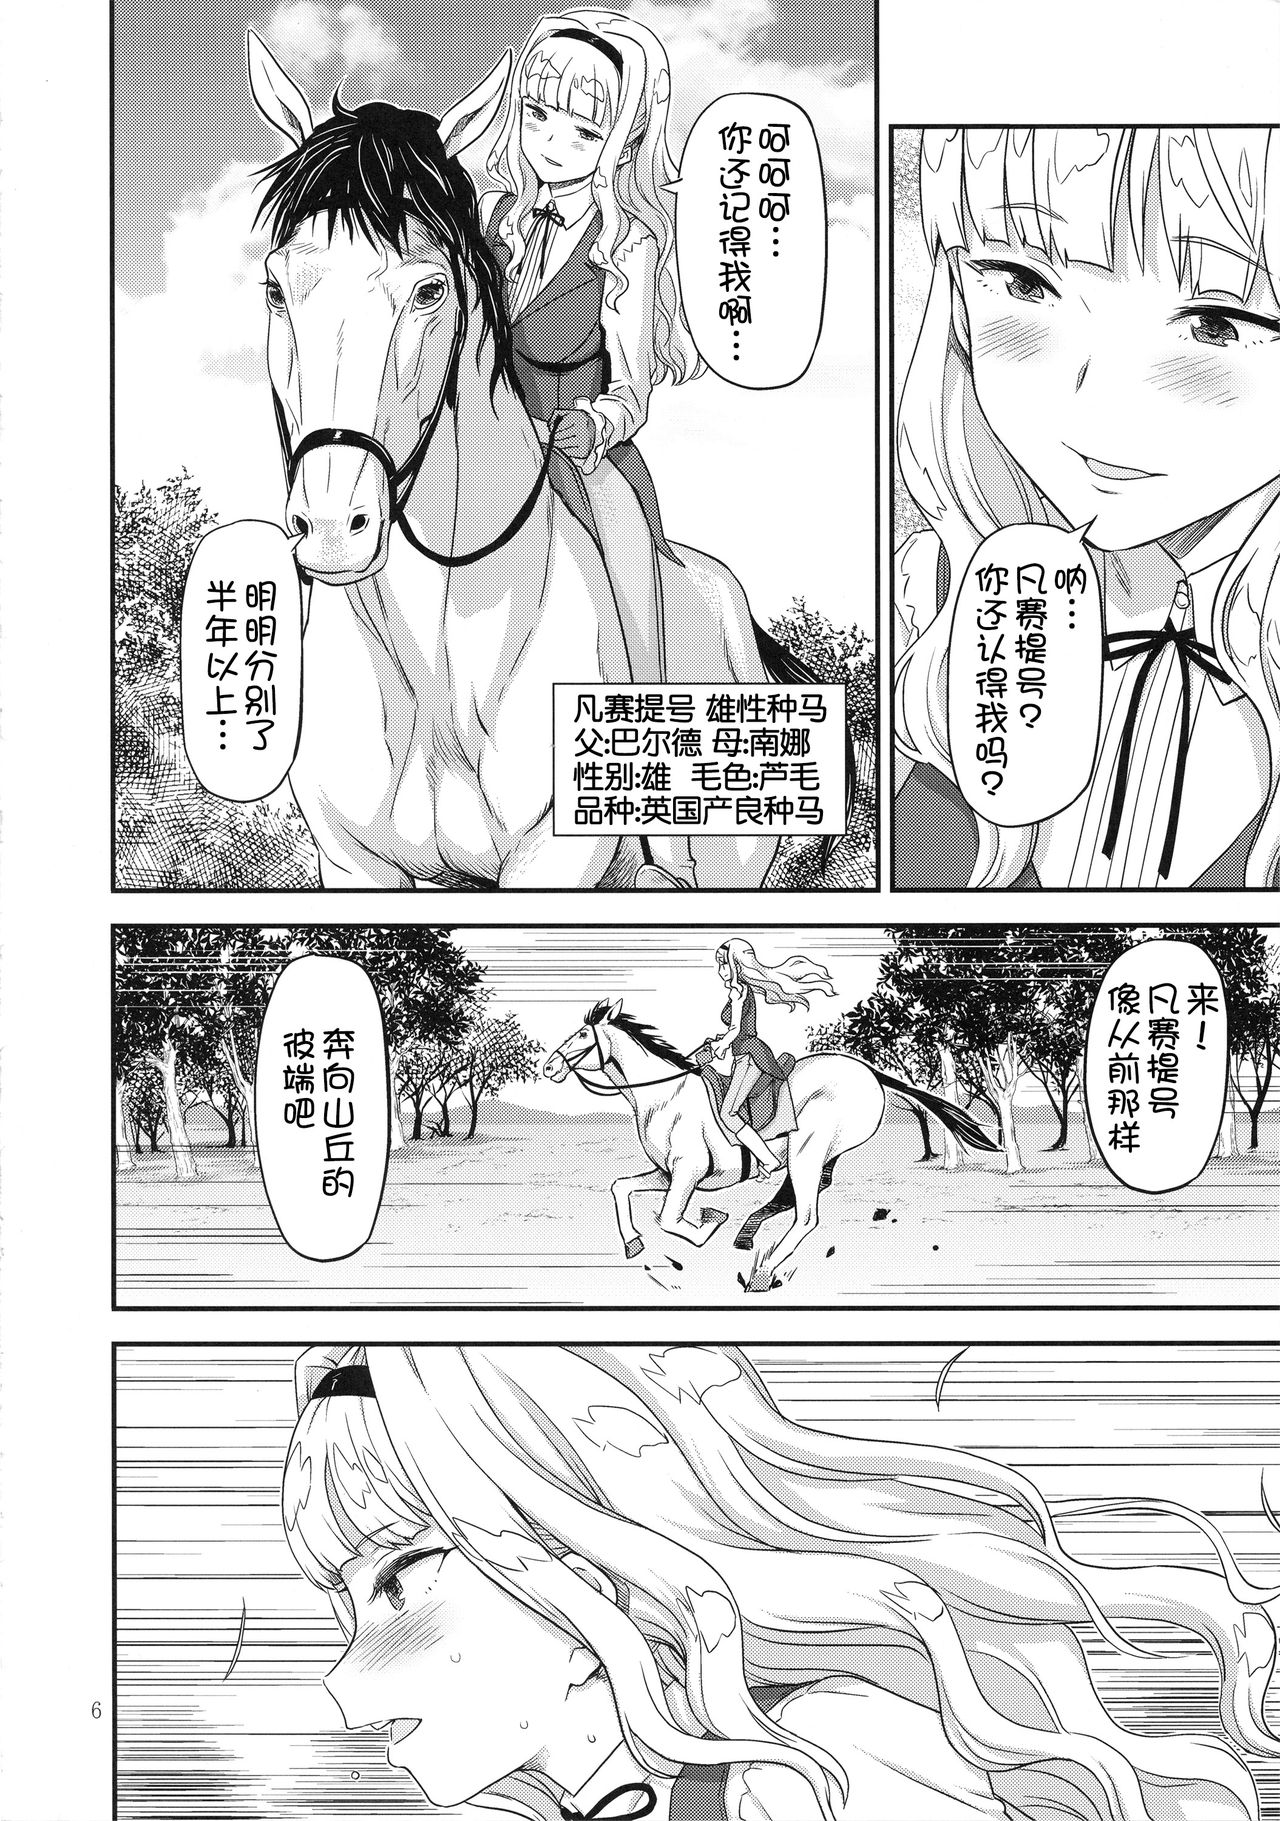 呐…
凡赛提号?
你还认得我吗?
呵呵呵…
你还记得我啊…
明明分别了
半年以上…
凡赛提号 雄性种马
父:巴尔德 母:南娜
性别:雄 毛色:芦毛
品种:英国产良种马
来!
凡赛提号
像从前那样
奔向山丘的
彼端吧
6